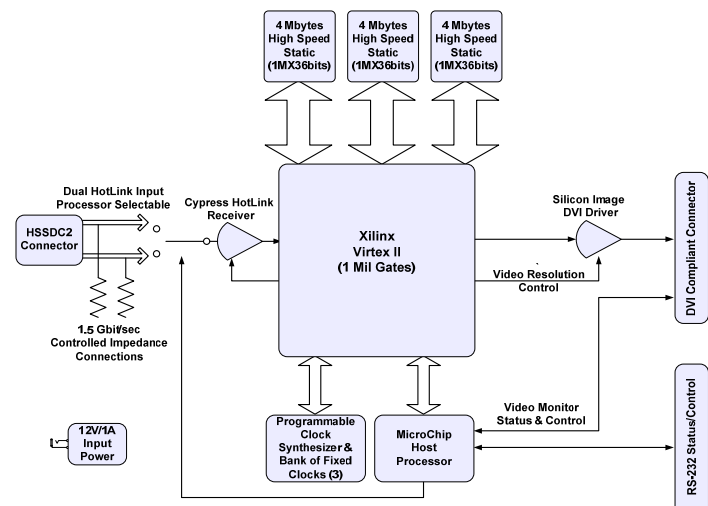 4 Mbytes
High Speed
Static
(1MX36bits)
4 Mbytes
High Speed
Static
(1MX36bits)
4 Mbytes
High Speed
Static
(1MX36bits)
Dual HotLink Input
Processor Selectable
Cypress HotLink
Receiver
Silicon Image
DVI Driver
HSSDC2
Connector
Xilinx
Virtex II
(1 Mil Gates)
DVI Compliant Connector
Video Resolution
Control
1.5 Gbit/sec
Controlled Impedance
Connections
12V/1A
Input
Power
Programmable
Clock
Synthesizer &
Bank of Fixed
Clocks (3)
MicroChip
Host
Processor
Video Monitor
Status & Control
RS-232 Status/Control